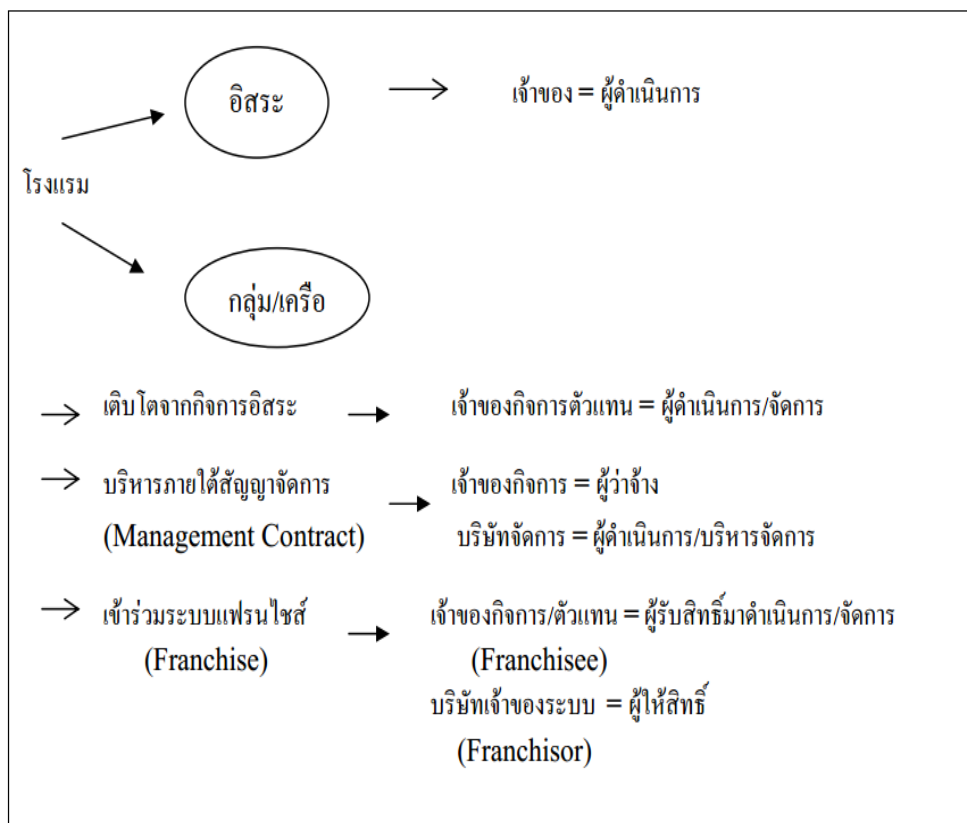 อิสระ
เจ้าของ = ผู้ดำเนินการ
โรงแรม
กลุ่ม/เครือ
เติบโตจากกิจการอิสระ เจ้าของกิจการตัวแทน = ผู้ดำเนินการ/จัดการ
บริหารภายใต้สัญญาจัดการ เจ้าของกิจการ = ผู้ว่าจ้าง
(Management Contract) บริษัทจัดการ = ผู้ดำเนินการ/บริหารจัดการ
เข้าร่วมระบบแฟรนไชส์ เจ้าของกิจการ/ตัวแทน = ผู้รับสิทธิ์มาดำเนินการ/จัดการ
(Franchise) (Franchisee)
บริษัทเจ้าของระบบ = ผู้ให้สิทธิ์
(Franchisor)